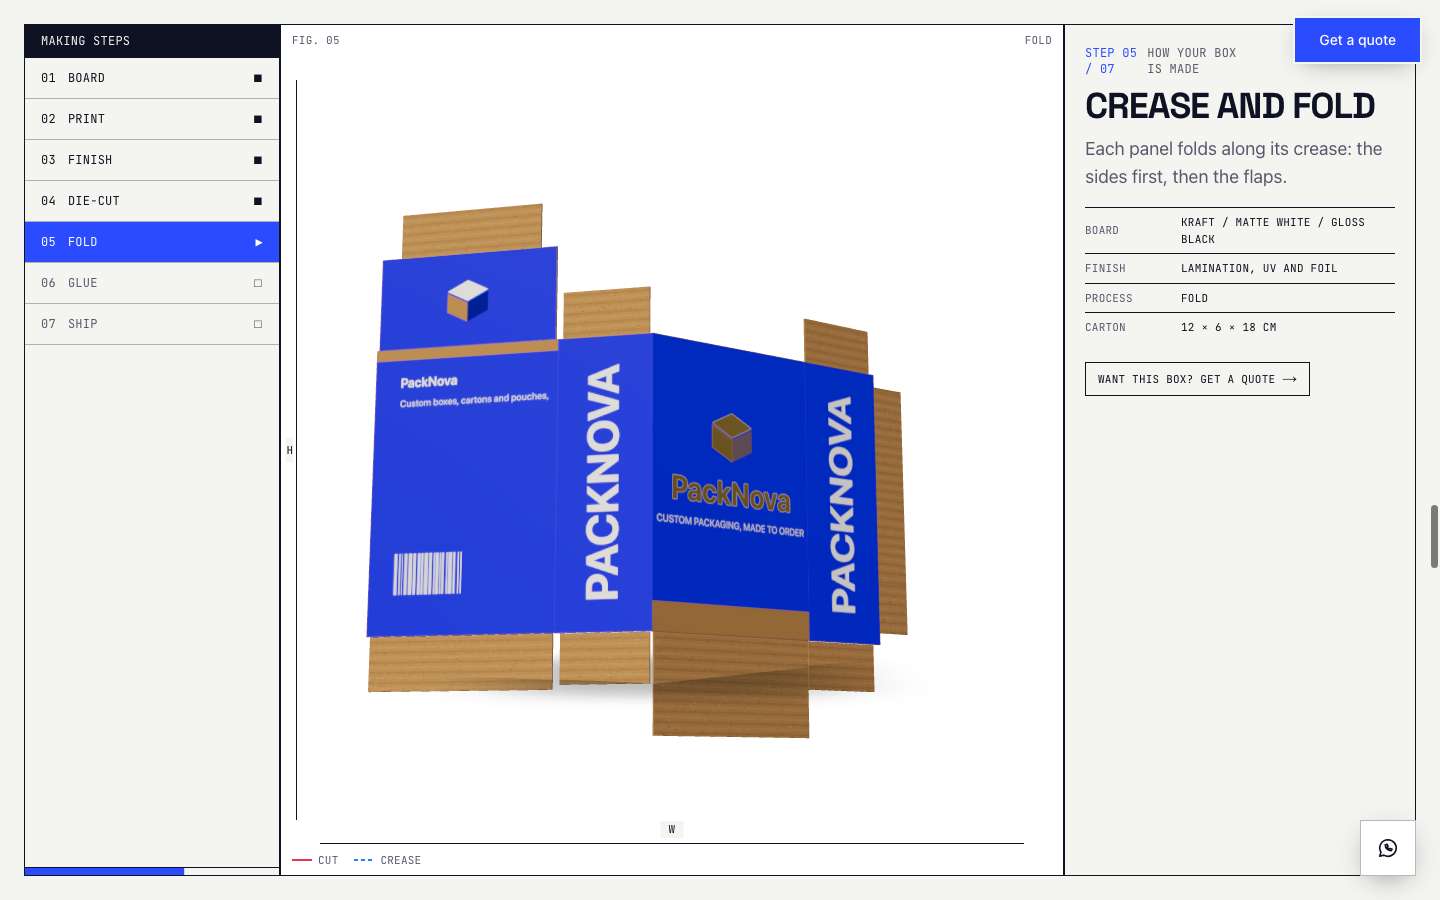 MAKING STEPS
01 BOARD
02 PRINT
03 FINISH
04 DIE-CUT
05 FOLD
06 GLUE
07 SHIP
FIG. 05
FOLD
H
PackNova
Custom boxes, cartons and pouches,
PACKNOVA
PackNova
CUSTOM PACKAGING, MADE TO ORDER
PACKNOVA
W
CUT
CREASE
Get a quote
STEP 05
/ 07
HOW YOUR BOX
IS MADE
CREASE AND FOLD
Each panel folds along its crease: the
sides first, then the flaps.
BOARD
KRAFT / MATTE WHITE / GLOSS
BLACK
FINISH
LAMINATION, UV AND FOIL
PROCESS
FOLD
CARTON
12 × 6 × 18 CM
WANT THIS BOX? GET A QUOTE →